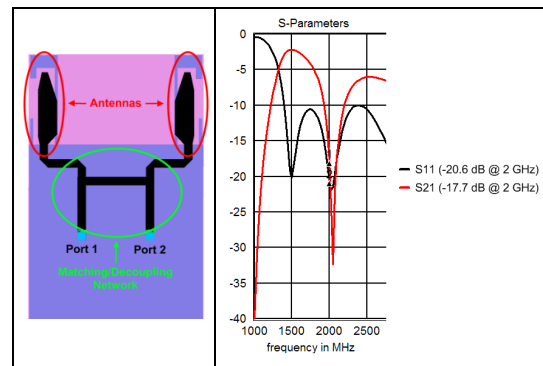 Antennas
Port 1
Port 2
Matching/Decoupling
Network
S-Parameters
0
-5
-10
-15
-20
-25
-30
-35
-40
1000
1500
2000
2500
frequency in MHz
S11 (-20.6 dB @ 2 GHz)
S21 (-17.7 dB @ 2 GHz)